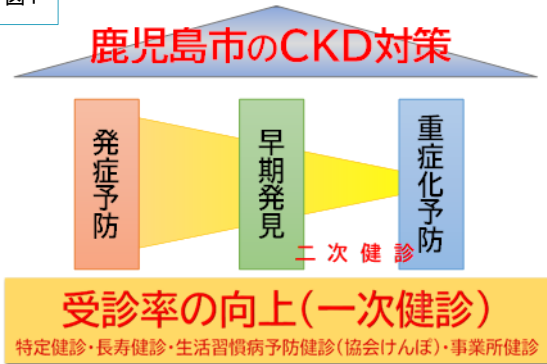 図1
鹿児島市のCKD対策
発症予防
早期発見
重症化予防
二次健診
受診率の向上(一次健診)
特定健診・長寿健診・生活習慣病予防健診(協会けんぽ)・事業所健診